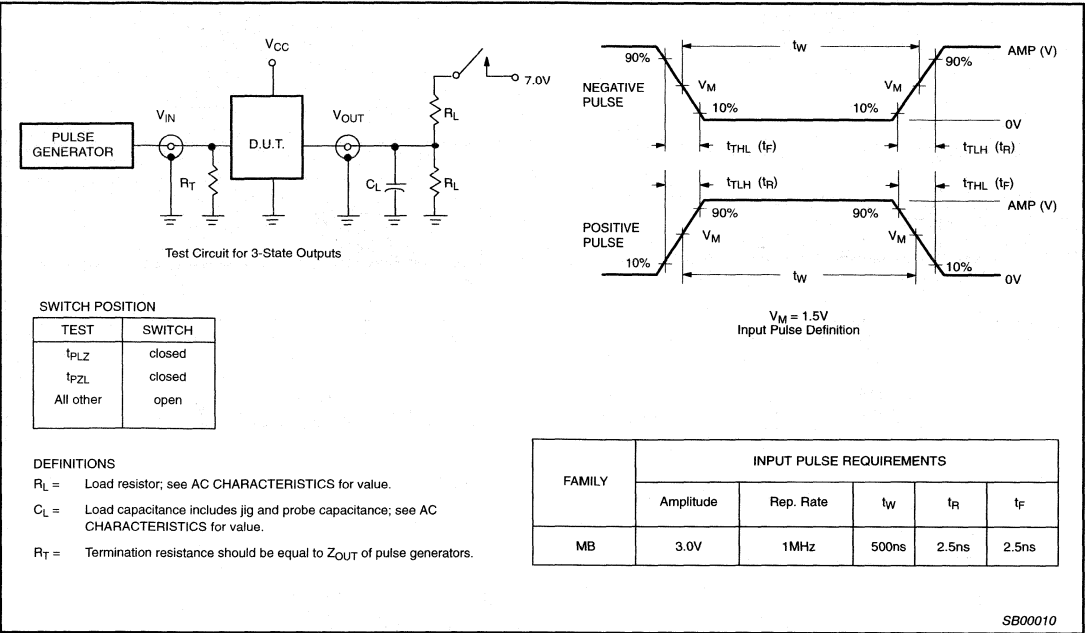 VCC
7.0V
VIN
VOUT
RL
PULSE
GENERATOR
D.U.T.
RT
CL
RL
Test Circuit for 3-State Outputs
tW
AMP (V)
90%
90%
NEGATIVE
PULSE
VM
VM
10%
10%
0V
tTHL (tF)
tTLH (tR)
tTLH (tR)
tTHL (tF)
AMP (V)
90%
90%
POSITIVE
PULSE
VM
VM
10%
10%
tW
0V
VM = 1.5V
Input Pulse Definition
SWITCH POSITION
TEST SWITCH
tPLZ closed
tPZL closed
All other open
DEFINITIONS
RL = Load resistor; see AC CHARACTERISTICS for value.
CL = Load capacitance includes jig and probe capacitance; see AC
CHARACTERISTICS for value.
RT = Termination resistance should be equal to ZOUT of pulse generators.
FAMILY
INPUT PULSE REQUIREMENTS
Amplitude Rep. Rate tW tR tF
MB 3.0V 1MHz 500ns 2.5ns 2.5ns
SB00010